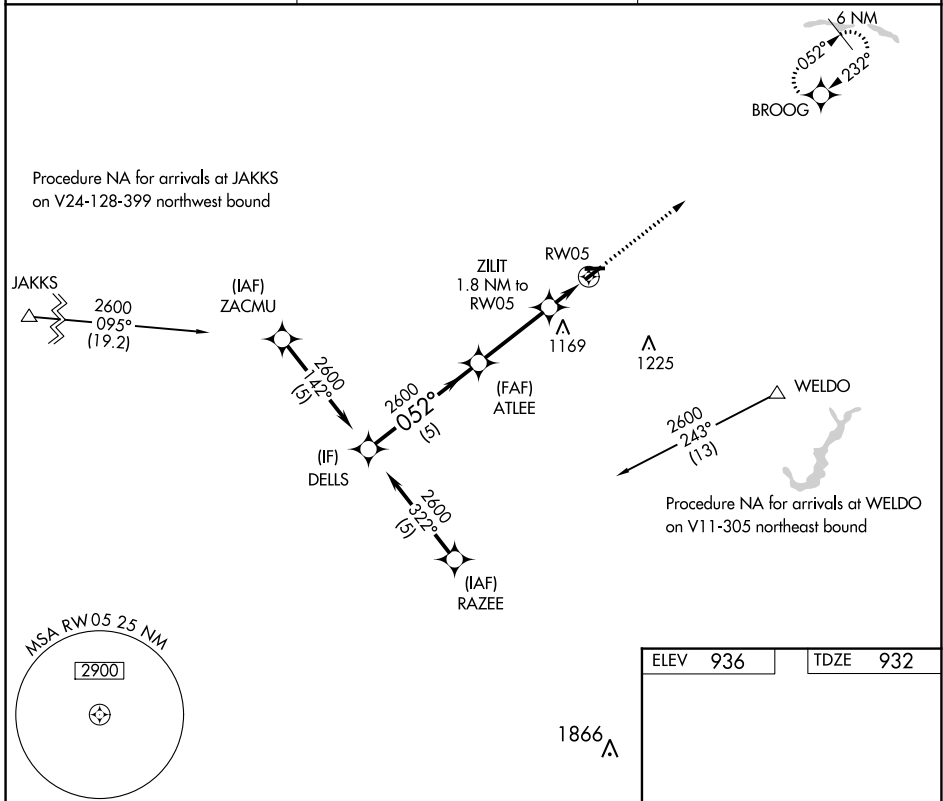 6 NM
052°
232°
BROOG
Procedure NA for arrivals at JAKKS
on V24-128-399 northwest bound
JAKKS
2600
095°
(19.2)
(IAF)
ZACMU
2600
142°
(5)
ZILIT
1.8 NM to
RW05
RW05
1169
1225
2600
052°
(5)
(FAF)
ATLEE
(IF)
DELLS
WELDO
2600
243°
(13)
Procedure NA for arrivals at WELDO
on V11-305 northeast bound
2600
322°
(5)
(IAF)
RAZEE
MSA RW05 25 NM
2900
1866
ELEV 936
TDZE 932